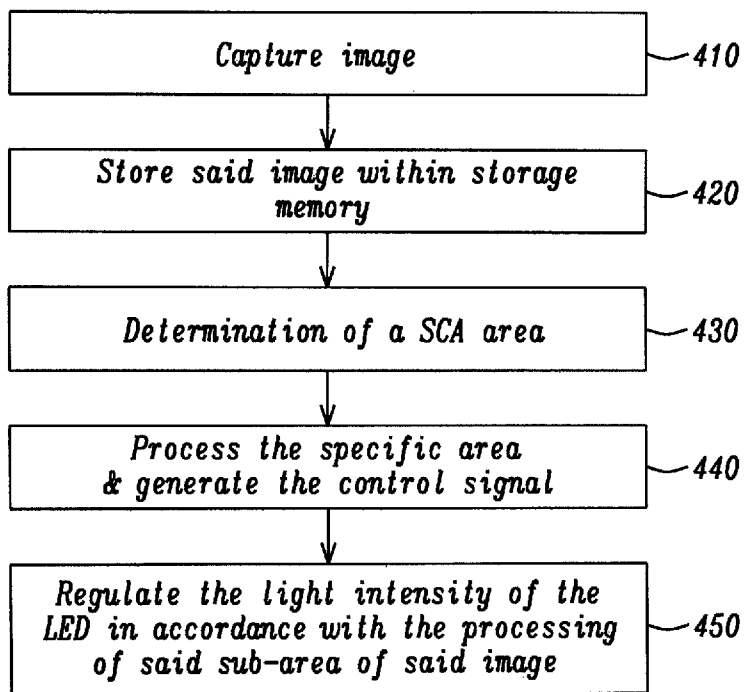 Capture image
410
Store said image within storage
memory
420
Determination of a SCA area
430
Process the specific area
& generate the control signal
440
Regulate the light intensity of the
LED in accordance with the processing
of said sub-area of said image
450